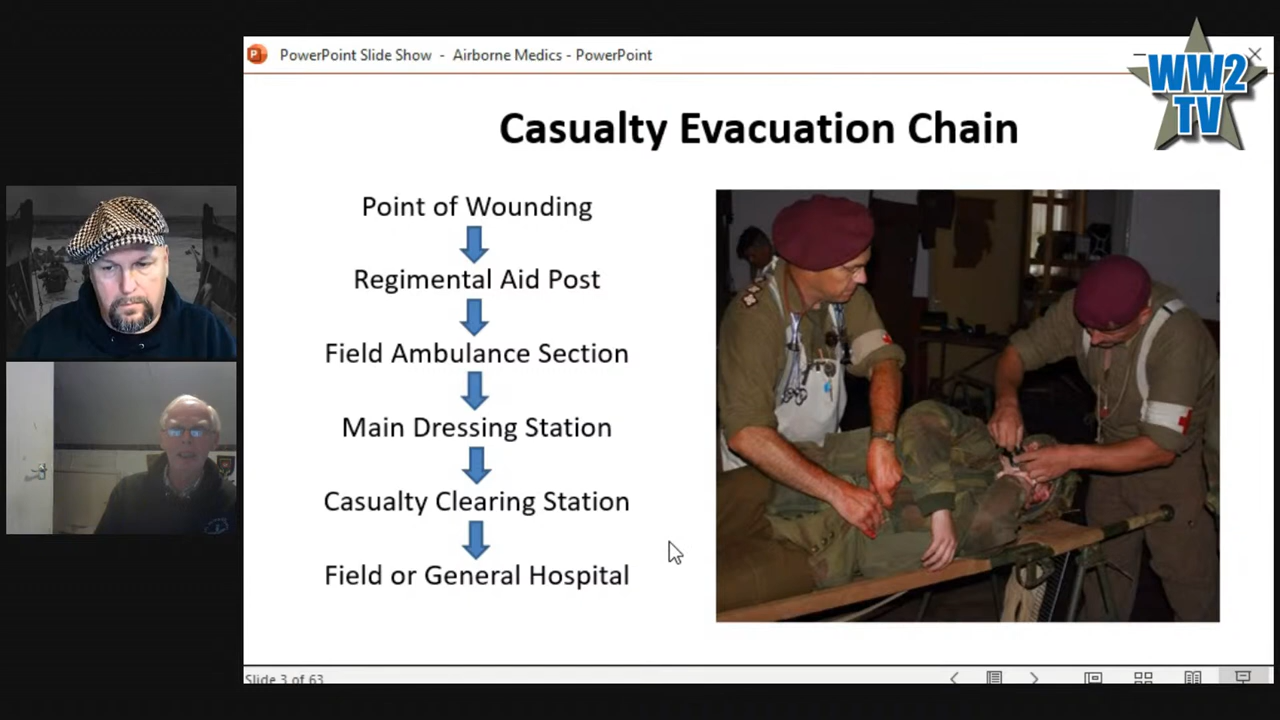 PowerPoint Slide Show - Airborne Medics - PowerPoint
WW2
TV
Casualty Evacuation Chain
Point of Wounding
Regimental Aid Post
Field Ambulance Section
Main Dressing Station
Casualty Clearing Station
Field or General Hospital
Slide 3 of 63